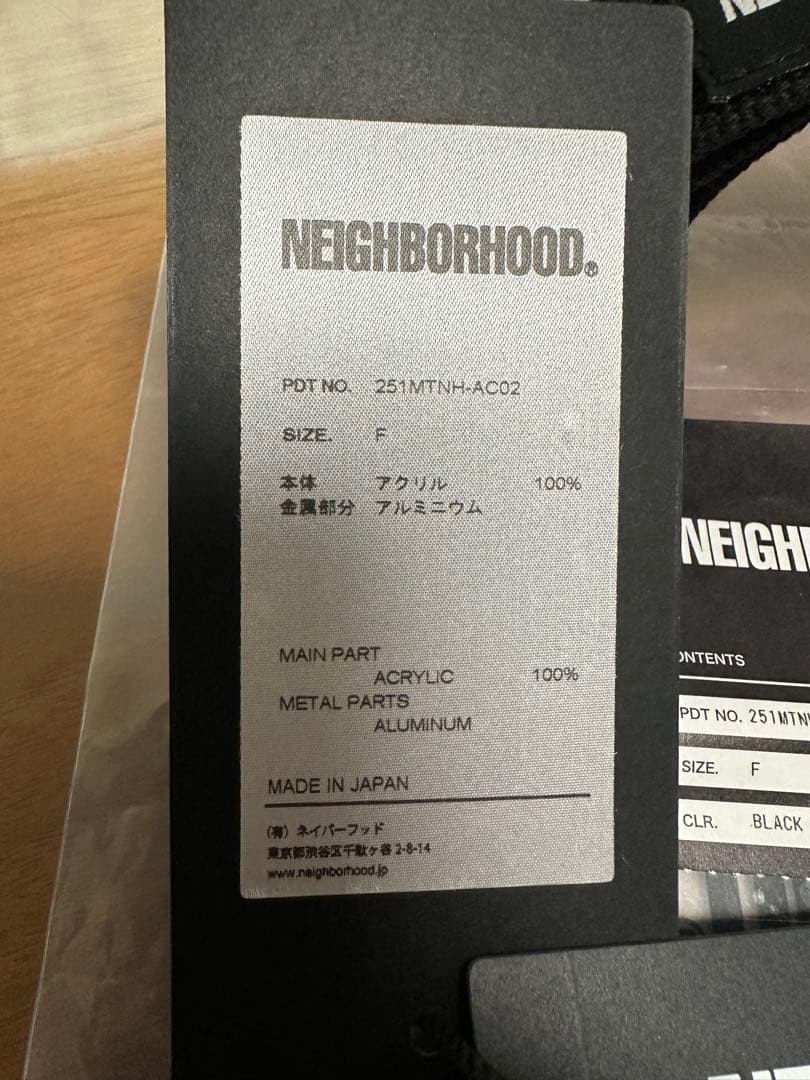 NEIGHBORHOOD®
PDT NO. 251MTNH-AC02
SIZE. F
本体 アクリル 100%
金属部分 アルミニウム
MAIN PART
ACRYLIC 100%
METAL PARTS
ALUMINUM
MADE IN JAPAN
(有) ネイバーフッド
東京都渋谷区千駄ヶ谷 2-8-14
www.neighborhood.jp
NEIGH
ONTENTS
PDT NO. 251MTN
SIZE. F
CLR. BLACK